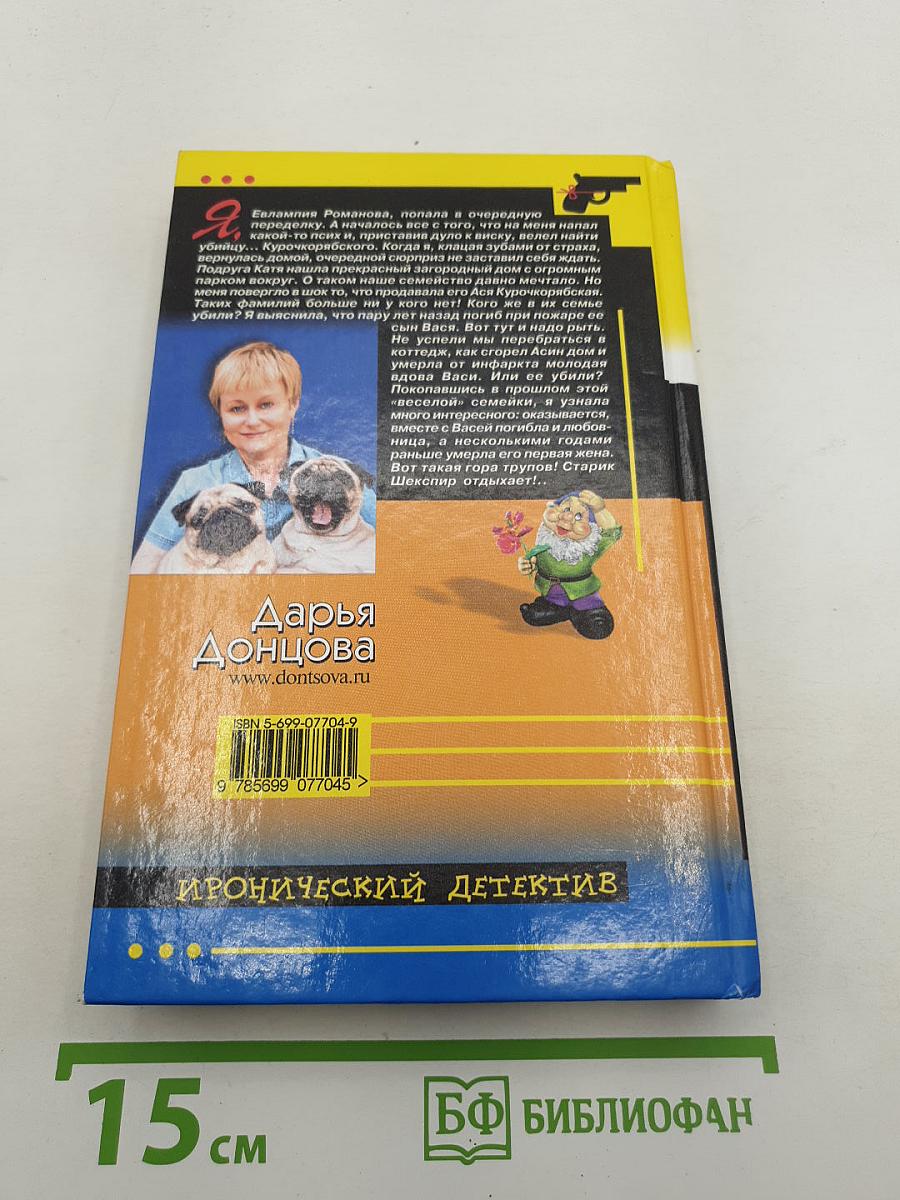 Я, Евлампия Романова, попала в очередную
переделку. А началось все с того, что на меня напал
какой-то псих и, приставив дуло к виску, велел найти
убийцу... Курочкорябского. Когда я, клацая зубами от страха,
вернулась домой, очередной сюрприз не заставил себя ждать.
Подруга Катя нашла прекрасный загородный дом с огромным
парком вокруг. О таком наше семейство давно мечтало. Но
меня повергло в шок то, что продавала его Ася Курочкорябская.
Таких фамилий больше ни у кого нет! Кого же в их семье
убили? Я выяснила, что пару лет назад погиб при пожаре ее
сын Вася. Вот тут и надо рыть.
Не успели мы перебраться в
коттедж, как сгорел Асин дом и
умерла от инфаркта молодая
вдова Васи. Или ее убили?
Покопавшись в прошлом этой
«веселой» семейки, я узнала
много интересного: оказывается,
вместе с Васей погибла и любов-
ница, а несколькими годами
раньше умерла его первая жена.
Вот такая гора трупов! Старик
Шекспир отдыхает!..
Дарья
Донцова
www.dontsova.ru
ISBN 5-699-07704-9
9 785699 077045 >
ИРОНИЧЕСКИЙ ДЕТЕКТИВ
15 см
БФ БИБЛИОФАН